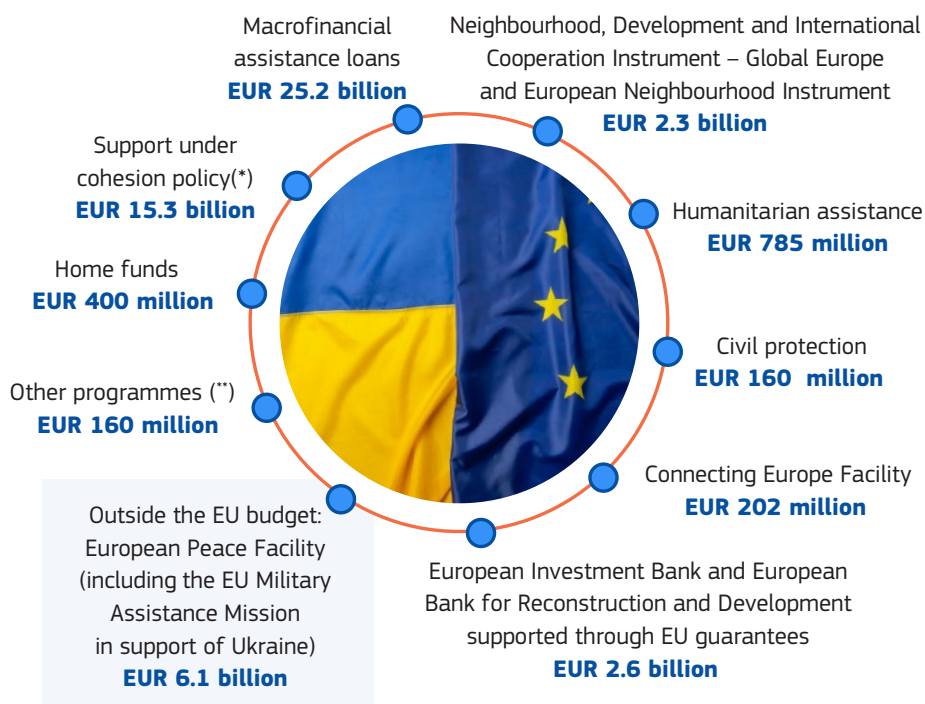 Macrofinancial
assistance loans
EUR 25.2 billion
Neighbourhood, Development and International
Cooperation Instrument – Global Europe
and European Neighbourhood Instrument
EUR 2.3 billion
Support under
cohesion policy(*)
EUR 15.3 billion
Humanitarian assistance
EUR 785 million
Home funds
EUR 400 million
Civil protection
EUR 160 million
Other programmes (**)
EUR 160 million
Connecting Europe Facility
EUR 202 million
Outside the EU budget:
European Peace Facility
(including the EU Military
Assistance Mission
in support of Ukraine)
EUR 6.1 billion
European Investment Bank and European
Bank for Reconstruction and Development
supported through EU guarantees
EUR 2.6 billion